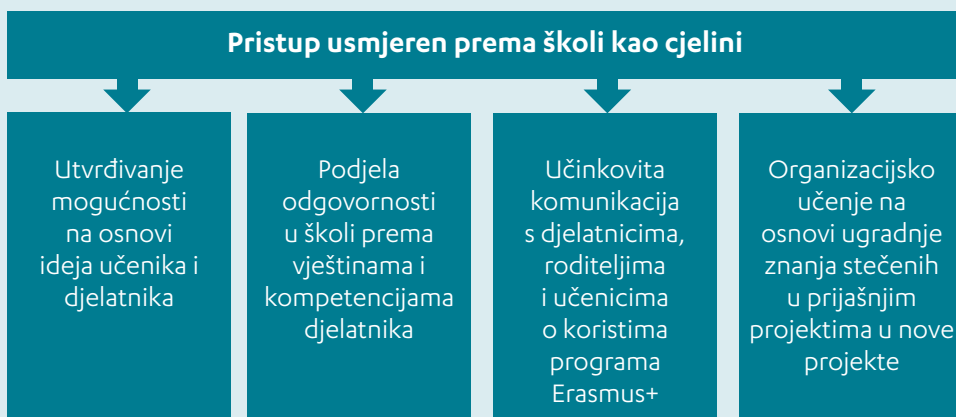 Pristup usmjeren prema školi kao cjelini
Utvrđivanje
mogućnosti
na osnovi
ideja učenika i
djelatnika
Podjela
odgovornosti
u školi prema
vještinama i
kompetencijama
djelatnika
Učinkovita
komunikacija
s djelatnicima,
roditeljima
i učenicima
o koristima
programa
Erasmus+
Organizacijsko
učenje na
osnovi ugradnje
znanja stečenih
u prijašnjim
projektima u nove
projekte